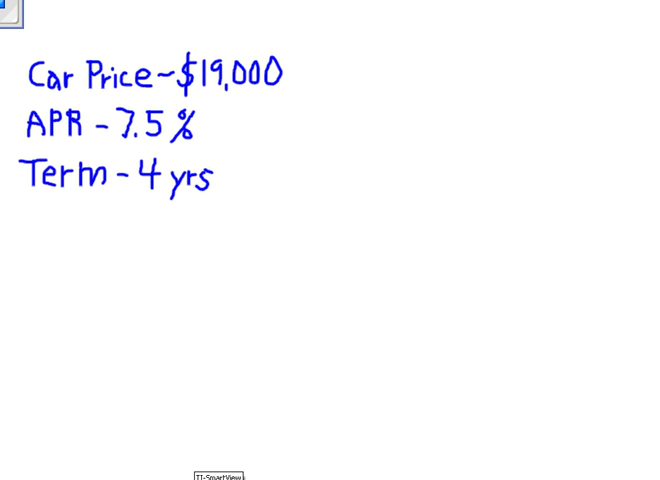 Car Price - $19,000
APR - 7.5 %
Term - 4 yrs
TI-SmartView